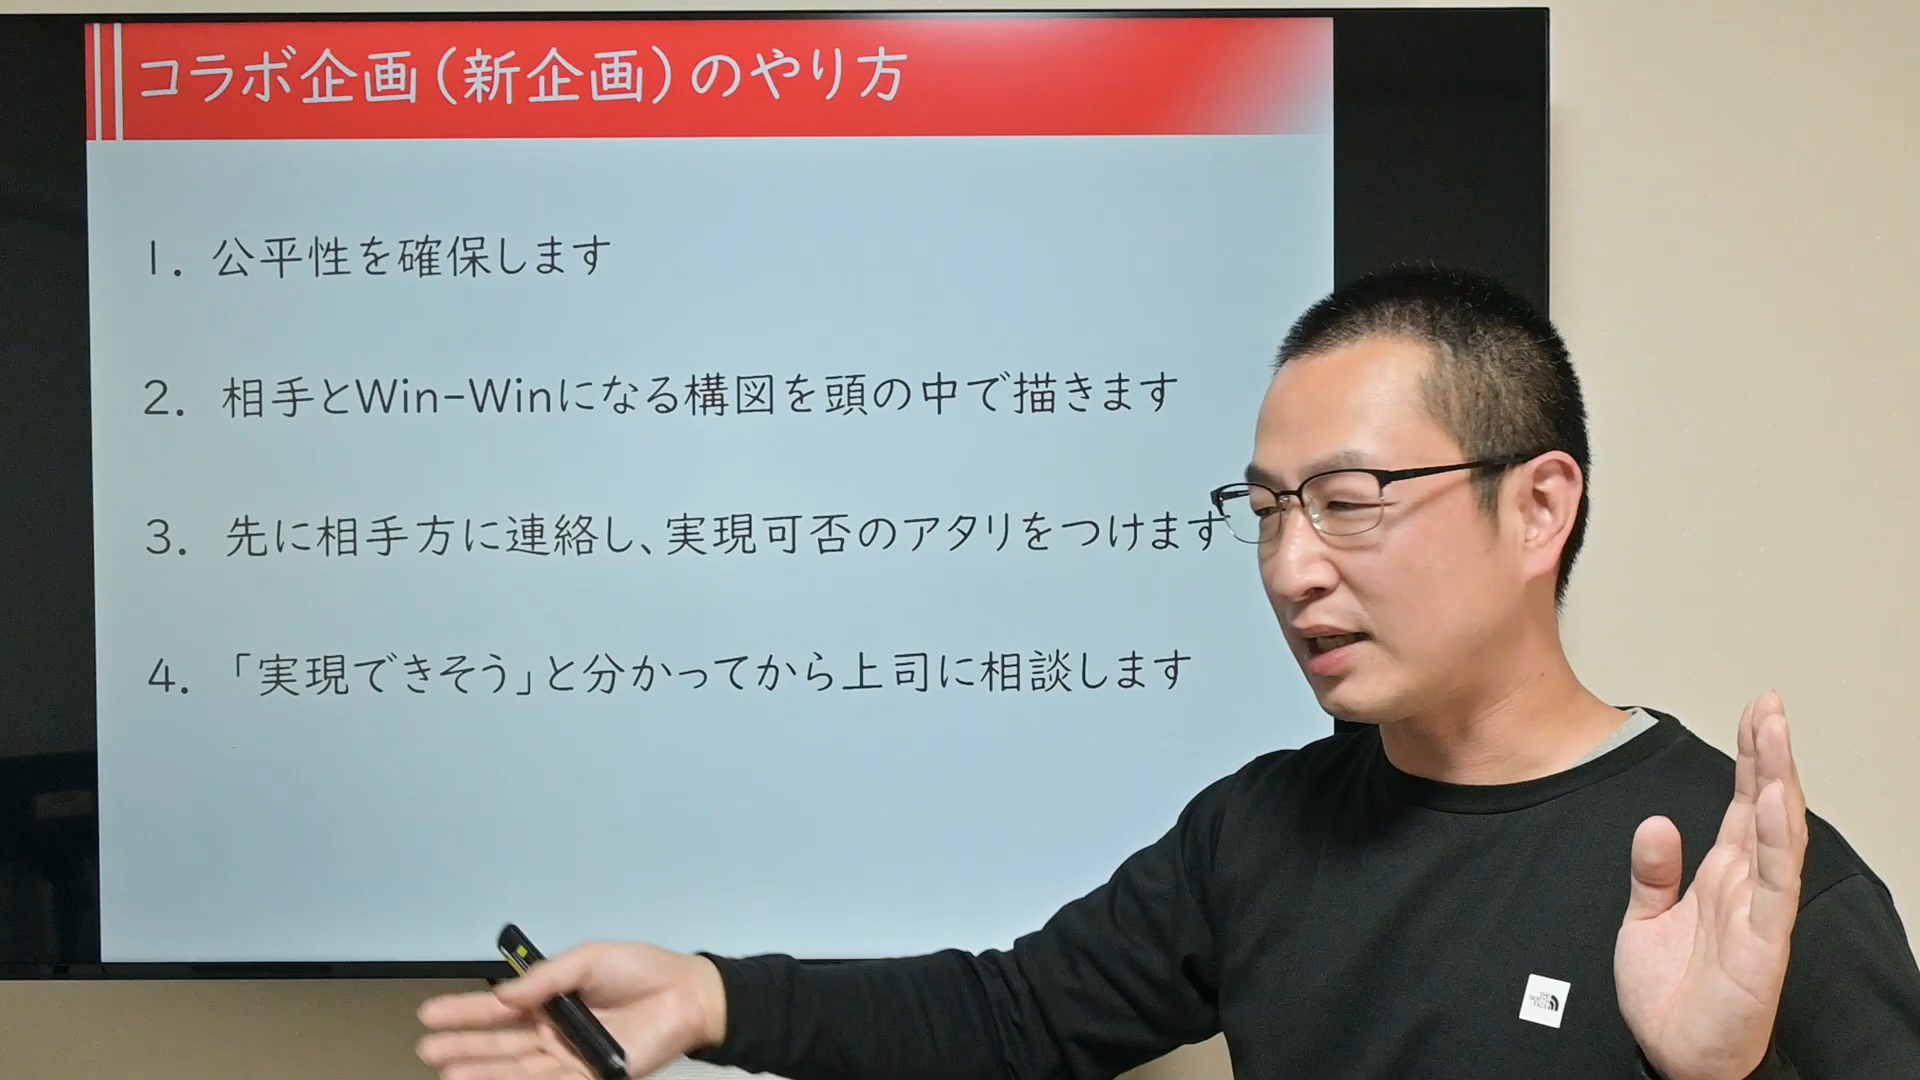 コラボ企画（新企画）のやり方
1. 公平性を確保します
2. 相手とWin-Winになる構図を頭の中で描きます
3. 先に相手方に連絡し、実現可否のアタリをつけます
4. 「実現できそう」と分かってから上司に相談します
THE
NORTH
FACE